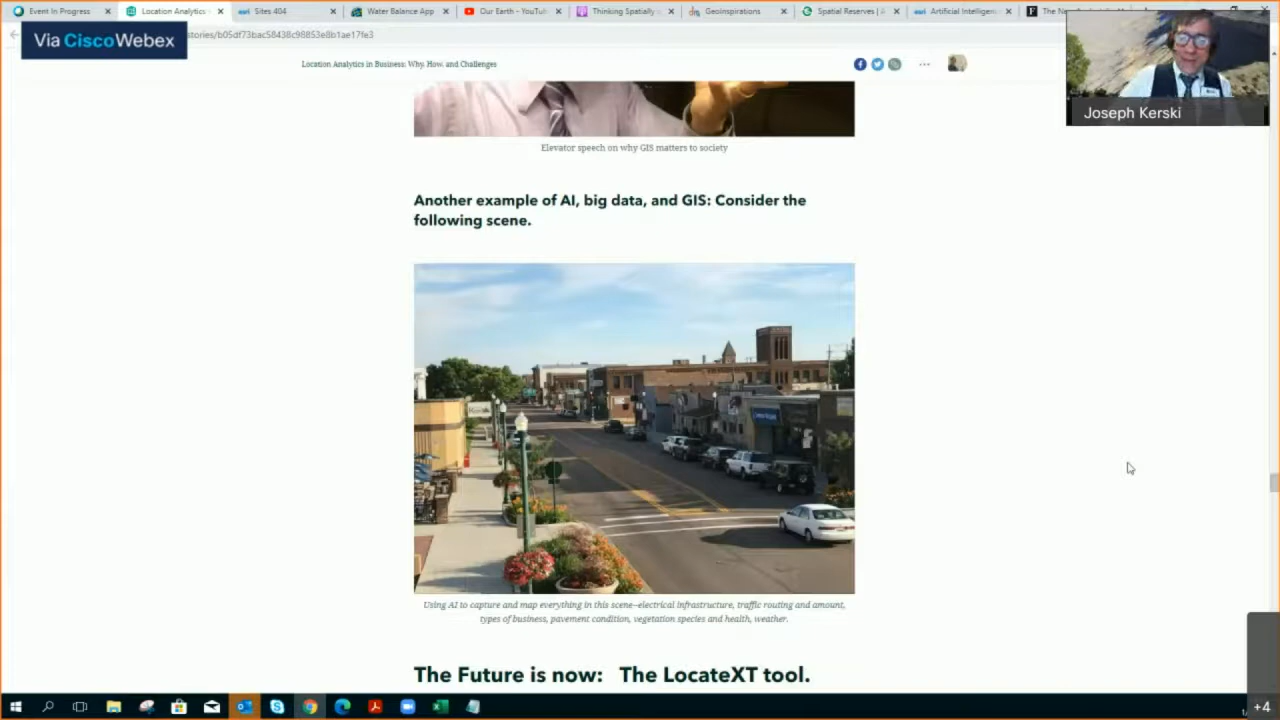 Event In Progress
Location Analytics
Sites 404
Water Balance App
Our Earth - YouTub
Thinking Spatially
GeoInspirations
Spatial Reserves |
Artificial Intelligen
Via CiscoWebex
stories/b05df73bac58438c98853e8b1ae17fe3
Location Analytics in Business: Why, How, and Challenges
Joseph Kerski
Elevator speech on why GIS matters to society
Another example of AI, big data, and GIS: Consider the
following scene.
Using AI to capture and map everything in this scene--electrical infrastructure, traffic routing and amount,
types of business, pavement condition, vegetation species and health, weather.
The Future is now: The LocateXT tool.
+4